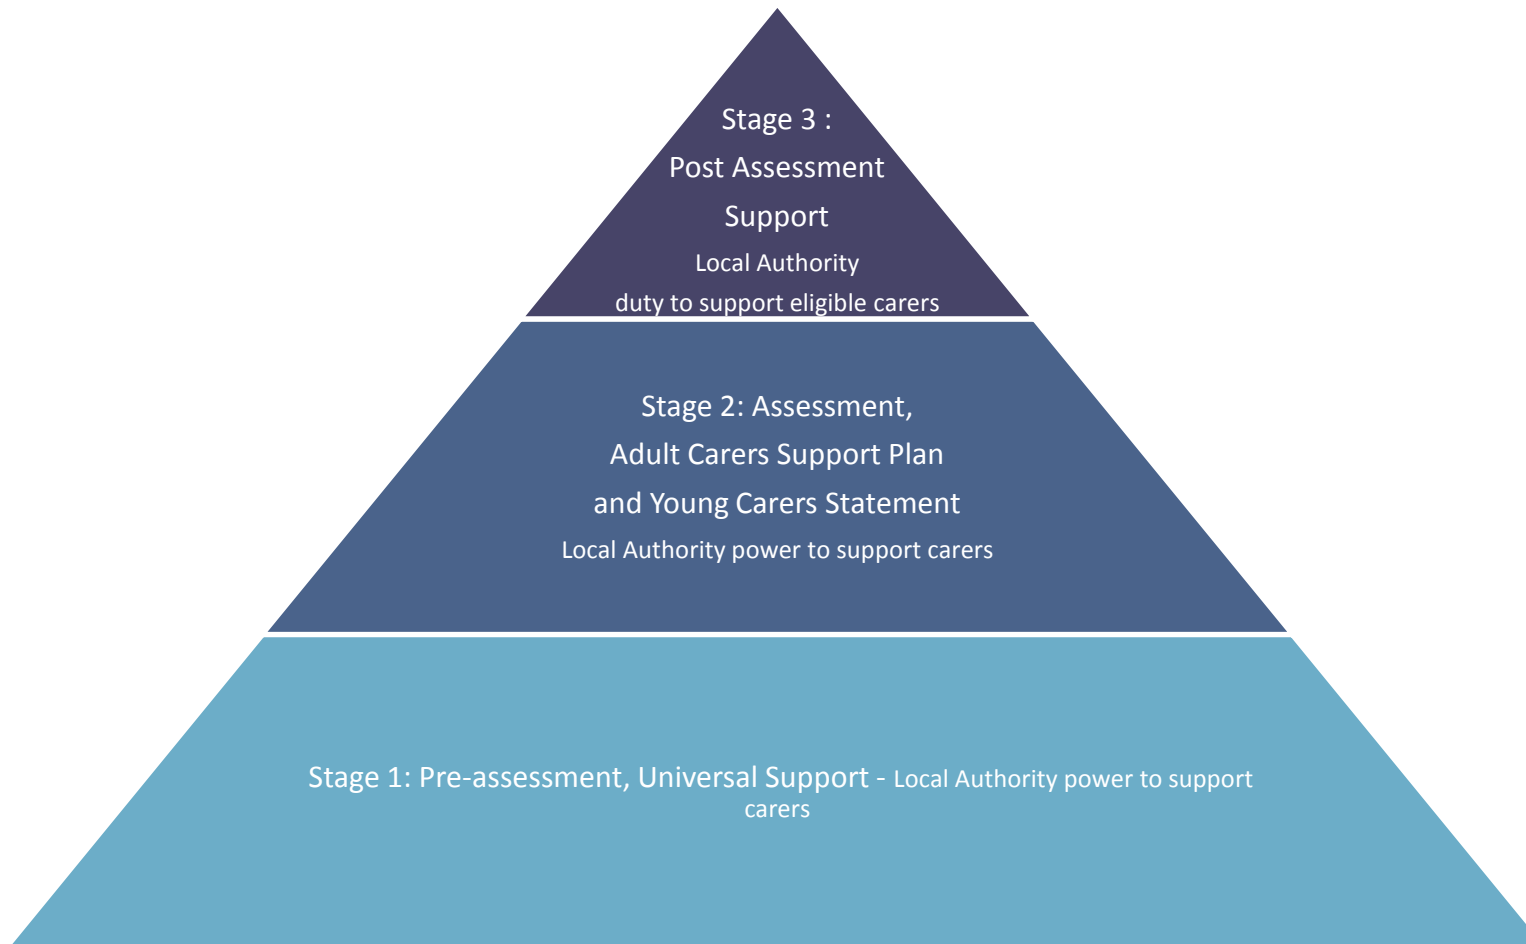 Stage 3 :
Post Assessment
Support
Local Authority
duty to support eligible carers
Stage 2: Assessment,
Adult Carers Support Plan
and Young Carers Statement
Local Authority power to support carers
Stage 1: Pre-assessment, Universal Support - Local Authority power to support
carers